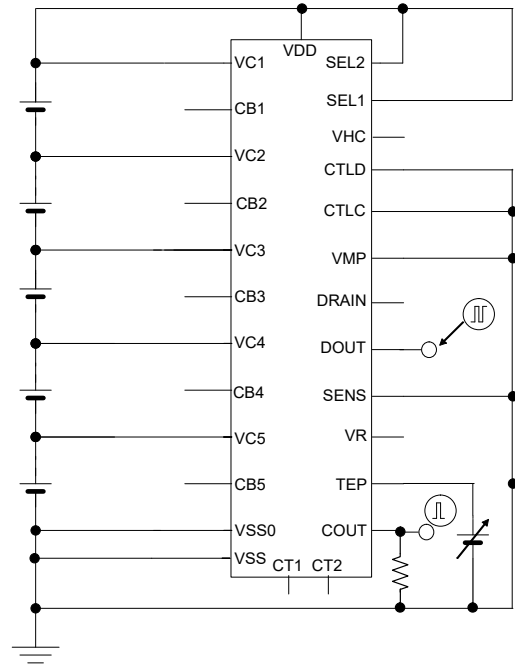 VDD
VC1
SEL2
SEL1
CB1
VHC
VC2
CTLD
CB2
CTLC
VC3
VMP
CB3
DRAIN
VC4
DOUT
CB4
SENS
VC5
VR
CB5
TEP
VSS0
COUT
VSS
CT1 CT2